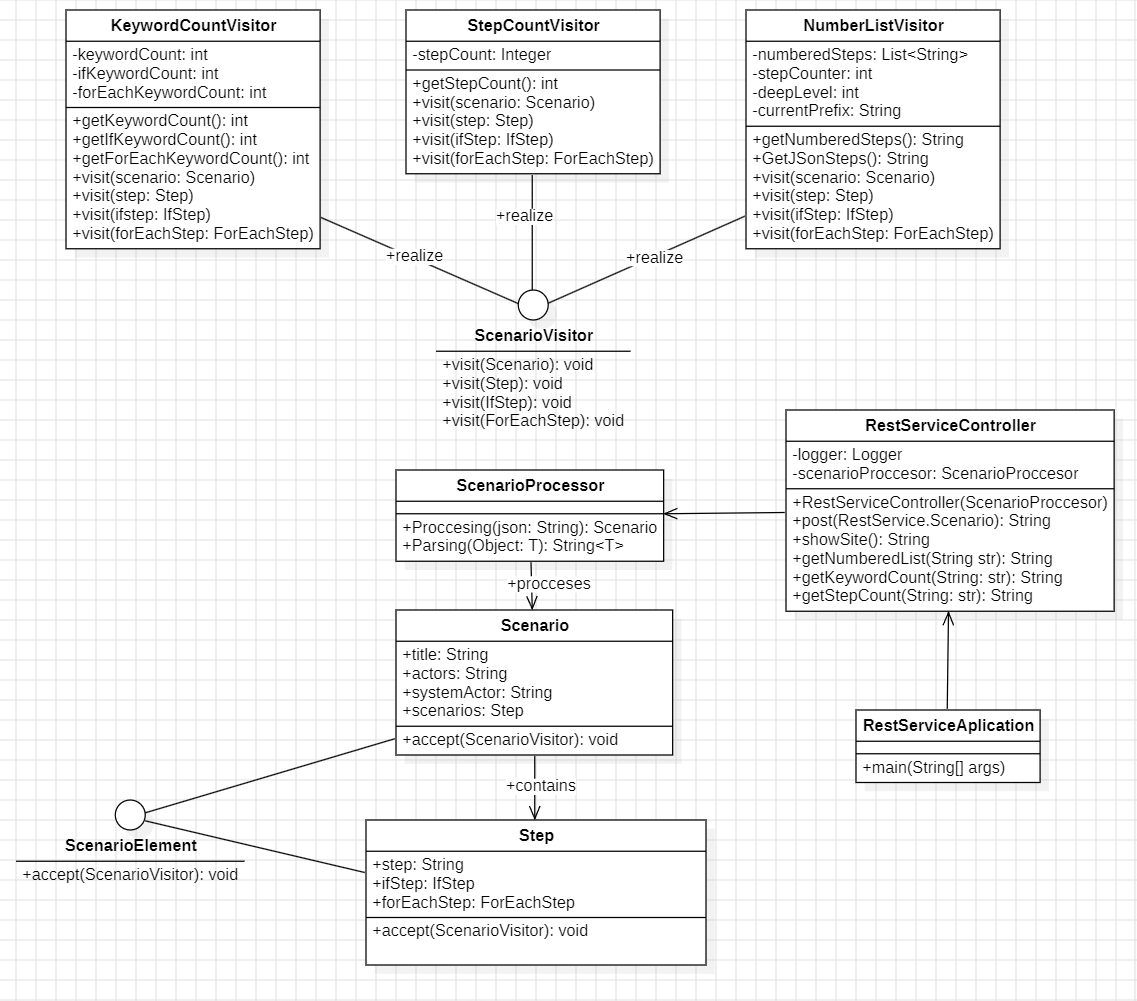 KeywordCountVisitor
-keywordCount: int
-ifKeywordCount: int
-forEachKeywordCount: int
+getKeywordCount(): int
+getIfKeywordCount(): int
+getForEachKeywordCount(): int
+visit(scenario: Scenario)
+visit(step: Step)
+visit(ifstep: IfStep)
+visit(forEachStep: ForEachStep)
StepCountVisitor
-stepCount: Integer
+getStepCount(): int
+visit(scenario: Scenario)
+visit(step: Step)
+visit(ifStep: IfStep)
+visit(forEachStep: ForEachStep)
NumberListVisitor
-numberedSteps: List<String>
-stepCounter: int
-deepLevel: int
-currentPrefix: String
+getNumberedSteps(): String
+GetJSonSteps(): String
+visit(scenario: Scenario)
+visit(step: Step)
+visit(ifStep: IfStep)
+visit(forEachStep: ForEachStep)
+realize
+realize
+realize
ScenarioVisitor
+visit(Scenario): void
+visit(Step): void
+visit(IfStep): void
+visit(ForEachStep): void
RestServiceController
-logger: Logger
-scenarioProccesor: ScenarioProccesor
+RestServiceController(ScenarioProccesor)
+post(RestService.Scenario): String
+showSite(): String
+getNumberedList(String str): String
+getKeywordCount(String: str): String
+getStepCount(String: str): String
ScenarioProcessor
+Proccesing(json: String): Scenario
+Parsing(Object: T): String<T>
+procceses
Scenario
+title: String
+actors: String
+systemActor: String
+scenarios: Step
+accept(ScenarioVisitor): void
RestServiceAplication
+main(String[] args)
+contains
ScenarioElement
+accept(ScenarioVisitor): void
Step
+step: String
+ifStep: IfStep
+forEachStep: ForEachStep
+accept(ScenarioVisitor): void